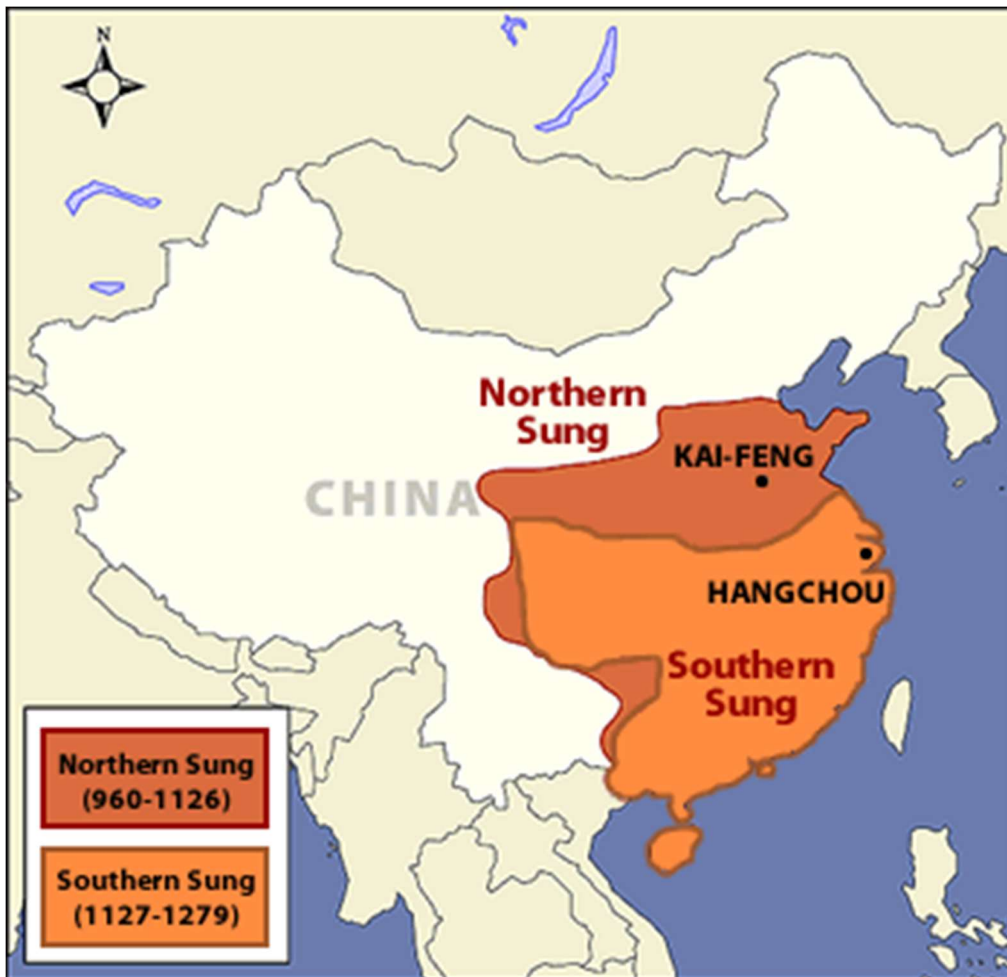 N
Northern
Sung
KAI-FENG
CHINA
HANGCHOU
Southern
Sung
Northern Sung
(960-1126)
Southern Sung
(1127-1279)